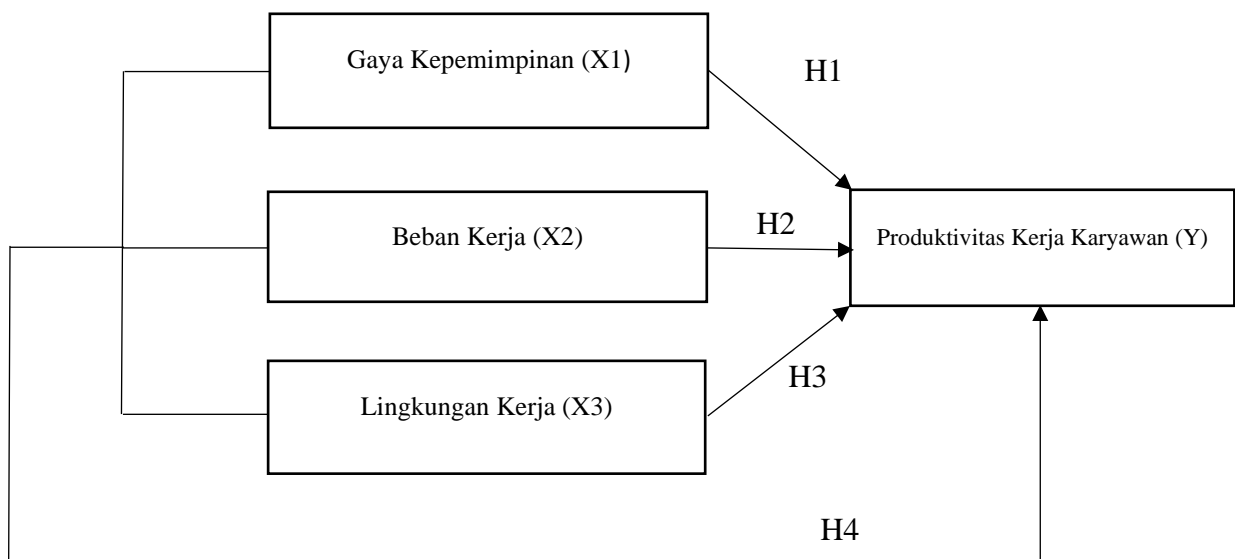 Gaya Kepemimpinan (X1)
H1
Beban Kerja (X2)
H2
Produktivitas Kerja Karyawan (Y)
Lingkungan Kerja (X3)
H3
H4